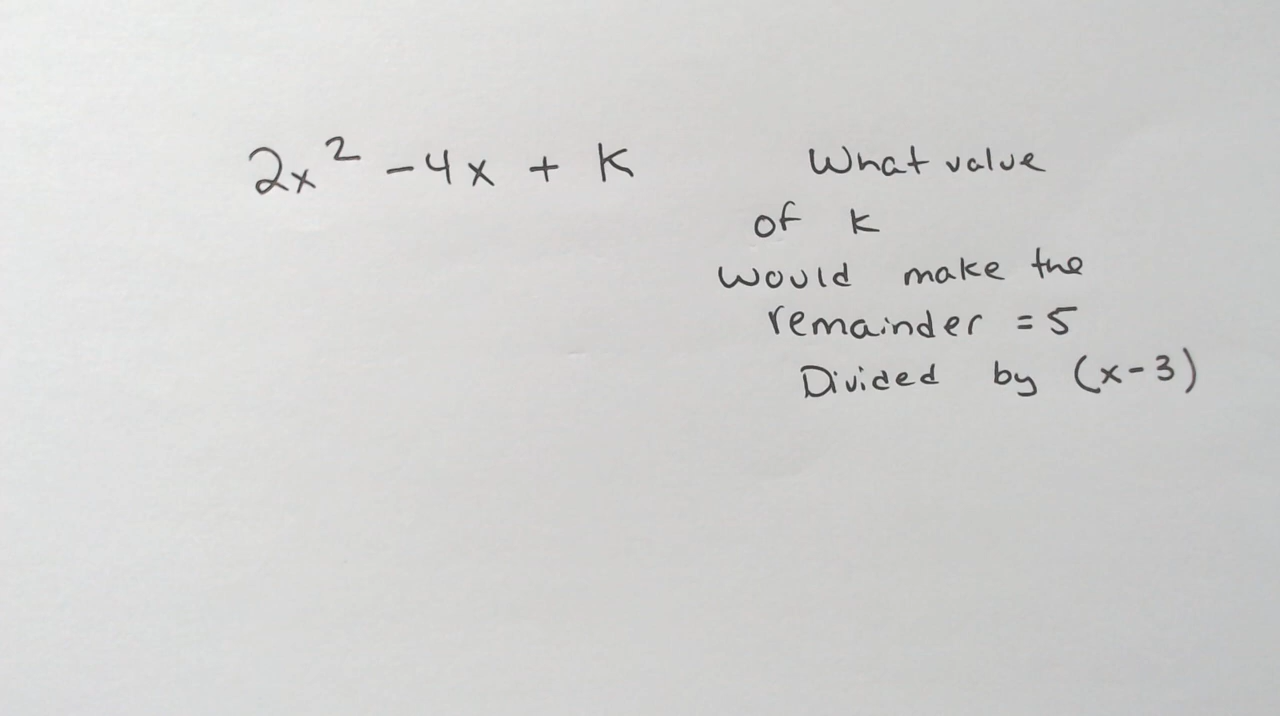 2x² - 4x + K
What value
of K
would make the
remainder = 5
Divided by (x-3)